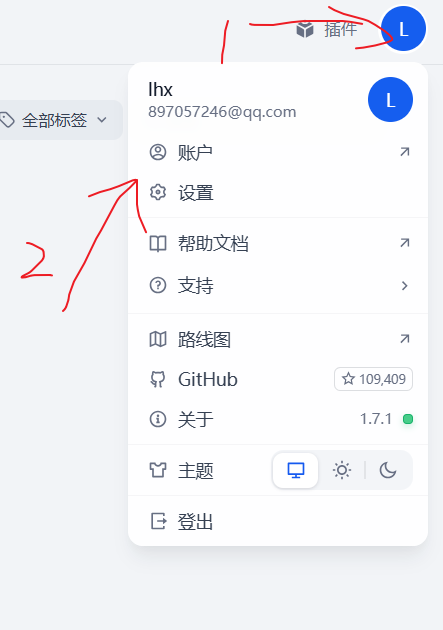 1
插件
L
lhx
L
897057246@qq.com
全部标签
账户
设置
2
帮助文档
支持
路线图
GitHub
109,409
关于
1.7.1
主题
登出